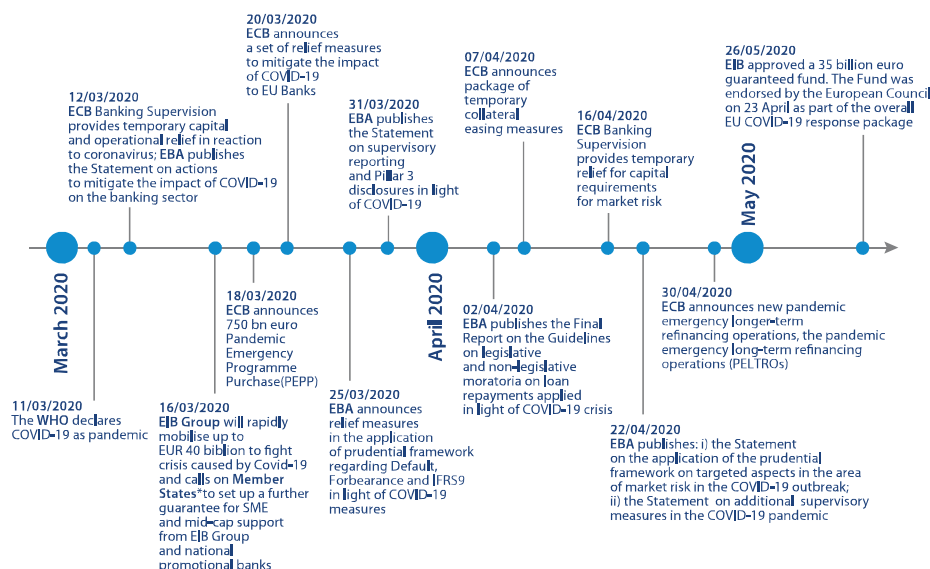 20/03/2020
ECB announces
a set of relief measures
to mitigate the impact
of COVID-19
to EU Banks
12/03/2020
ECB Banking Supervision
provides temporary capital
and operational relief in reaction
to coronavirus; EBA publishes
the Statement on actions
to mitigate the impact of COVID-19
on the banking sector
31/03/2020
EBA publishes
the Statement
on supervisory
reporting
and Pillar 3
disclosures in light
of COVID-19
07/04/2020
ECB announces
package of
temporary
collateral
easing measures
16/04/2020
ECB Banking
Supervision
provides temporary
relief for capital
requirements
for market risk
26/05/2020
EIB approved a 35 billion euro
guaranteed fund. The Fund was
endorsed by the European Council
on 23 April as part of the overall
EU COVID-19 response package
March 2020
April 2020
May 2020
11/03/2020
The WHO declares
COVID-19 as pandemic
16/03/2020
EIB Group will rapidly
mobilise up to
EUR 40 biblion to fight
crisis caused by Covid-19
and calls on Member
States*to set up a further
guarantee for SME
and mid-cap support
from EIB Group
and national
promotional banks
18/03/2020
ECB announces
750 bn euro
Pandemic
Emergency
Programme
Purchase(PEPP)
25/03/2020
EBA announces
relief measures
in the application
of prudential framework
regarding Default,
Forbearance and IFRS9
in light of COVID-19
measures
02/04/2020
EBA publishes the Final
Report on the Guidelines
on legislative
and non-legislative
moratoria on loan
repayments applied
in light of COVID-19 crisis
22/04/2020
EBA publishes: i) the Statement
on the application of the prudential
framework on targeted aspects in the area
of market risk in the COVID-19 outbreak;
ii) the Statement on additional supervisory
measures in the COVID-19 pandemic
30/04/2020
ECB announces new pandemic
emergency longer-term
refinancing operations, the pandemic
emergency long-term refinancing
operations (PELTROs)